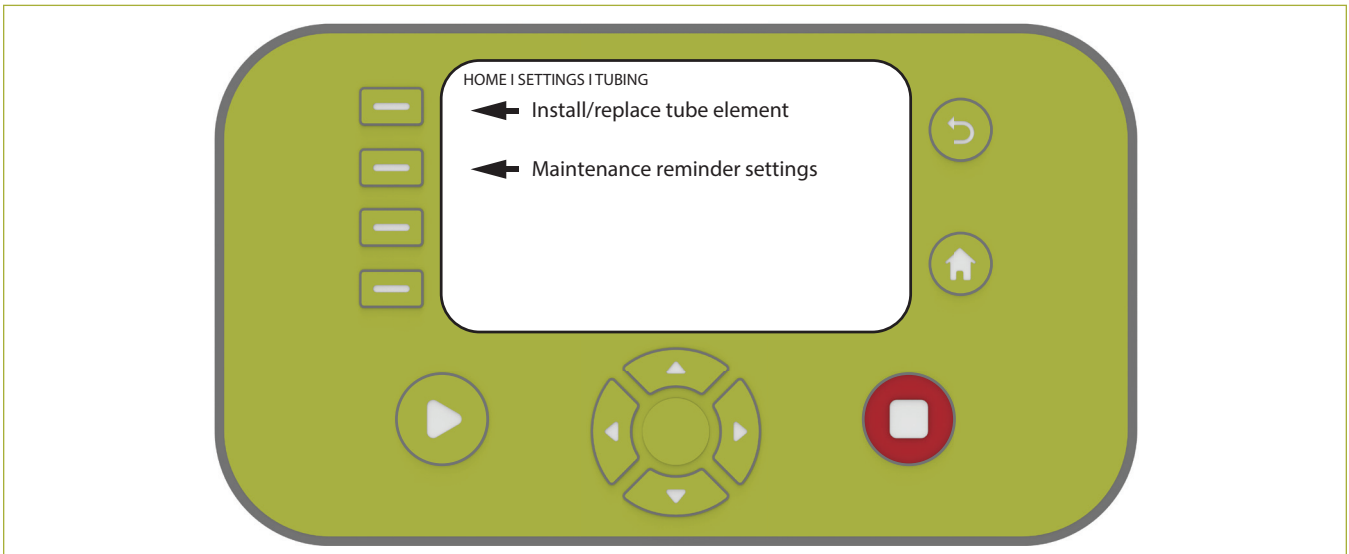 HOME I SETTINGS I TUBING
Install/replace tube element
Maintenance reminder settings